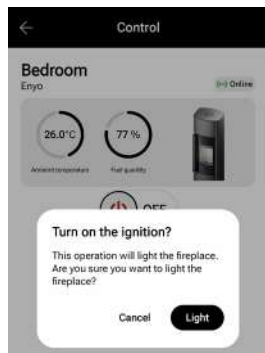 Control
Bedroom
Enyo
Online
26.0°C
77 %
Ambient temperature
Fuel quantity
OFF
Turn on the ignition?
This operation will light the fireplace.
Are you sure you want to light the
fireplace?
Cancel
Light